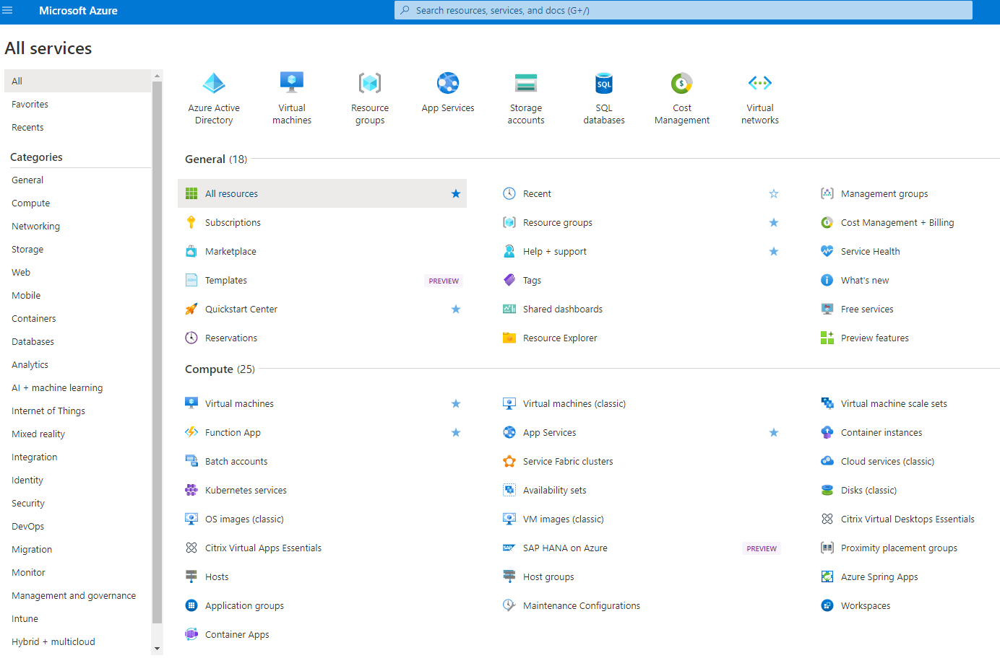 Microsoft Azure
Search resources, services, and docs (G+/)
All services
All
Favorites
Recents
Categories
General
Compute
Networking
Storage
Web
Mobile
Containers
Databases
Analytics
AI + machine learning
Internet of Things
Mixed reality
Integration
Identity
Security
DevOps
Migration
Monitor
Management and governance
Intune
Hybrid + multicloud
Azure Active
Directory
Virtual
machines
Resource
groups
App Services
Storage
accounts
SQL
SQL
databases
$
Cost
Management
Virtual
networks
General (18)
All resources
Recent
Management groups
Subscriptions
Resource groups
Cost Management + Billing
Marketplace
Help + support
Service Health
Templates
PREVIEW
Tags
What's new
Quickstart Center
Shared dashboards
Free services
Reservations
Resource Explorer
Preview features
Compute (25)
Virtual machines
Virtual machines (classic)
Virtual machine scale sets
Function App
App Services
Container instances
Batch accounts
Service Fabric clusters
Cloud services (classic)
Kubernetes services
Availability sets
Disks (classic)
OS images (classic)
VM images (classic)
Citrix Virtual Desktops Essentials
Citrix Virtual Apps Essentials
SAP
SAP HANA on Azure
PREVIEW
Proximity placement groups
Hosts
Host groups
Azure Spring Apps
Application groups
Maintenance Configurations
Workspaces
Container Apps